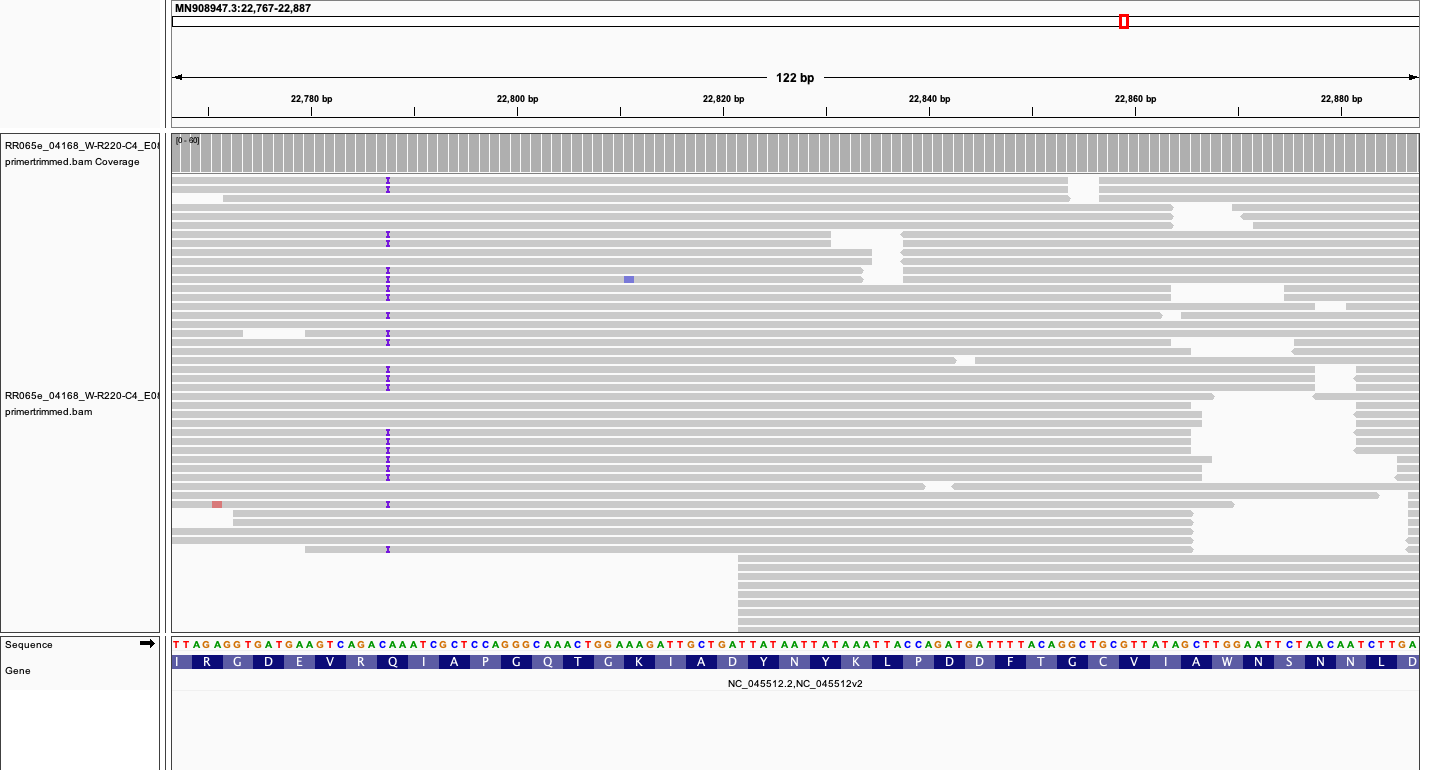 MN908947.3:22,767-22,887
122 bp
22,780 bp 22,800 bp 22,820 bp 22,840 bp 22,860 bp 22,880 bp
RR065e_04168_W-R220-C4_E0
primertrimmed.bam Coverage
[0 - 60]
RR065e_04168_W-R220-C4_E0
primertrimmed.bam
Sequence
TTAGAGGTGATGAAGTCAGACAAATCGCTCCAGGGCAAACTGGAAAGATTGCTGATTATAATTATAAATTACCAGATGATTTTACAGGCTGCGTTATAGCTTGGAATTCTAACAATCTTGA
Gene
I R G D E V R Q I A P G Q T G K I A D Y N Y K L P D D F T G C V I A W N S N N L D
NC_045512.2,NC_045512v2